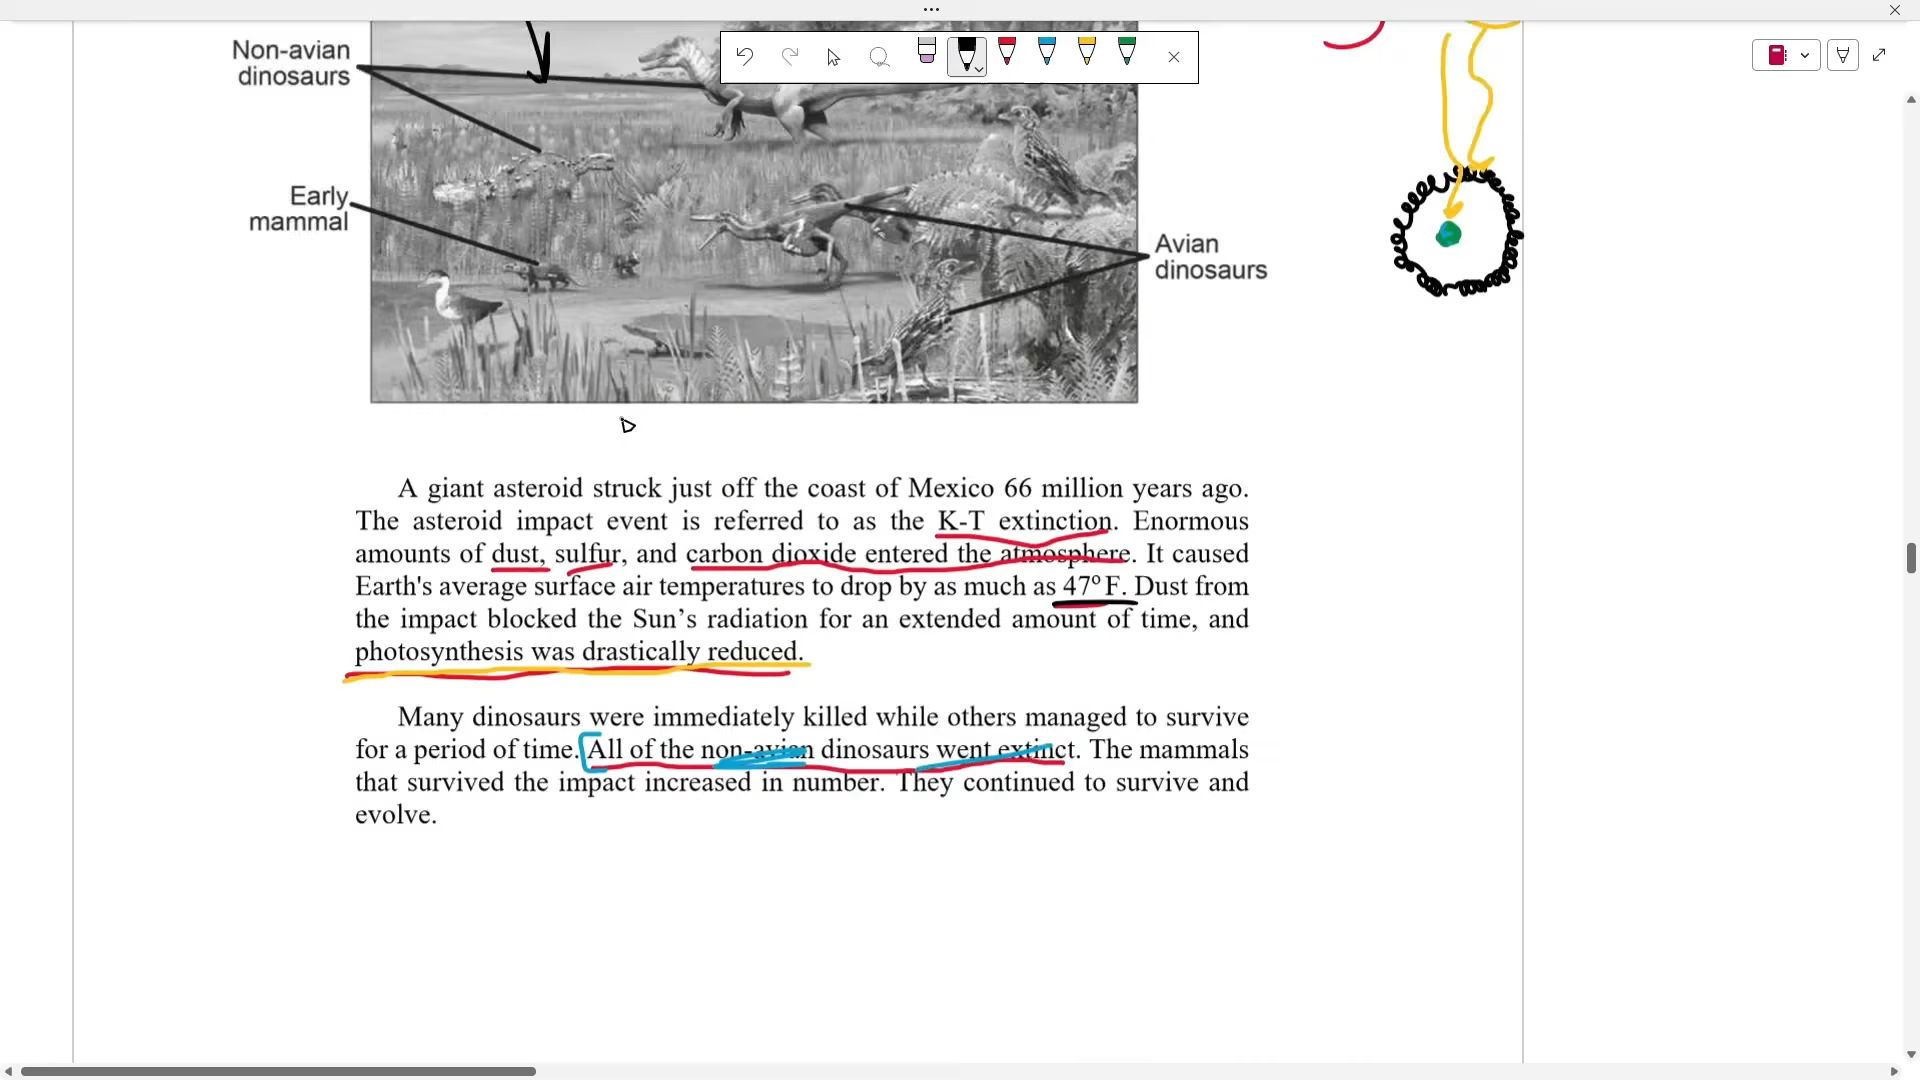 Non-avian
dinosaurs
Early
mammal
Avian
dinosaurs
A giant asteroid struck just off the coast of Mexico 66 million years ago.
The asteroid impact event is referred to as the K-T extinction. Enormous
amounts of dust, sulfur, and carbon dioxide entered the atmosphere. It caused
Earth's average surface air temperatures to drop by as much as 47º F. Dust from
the impact blocked the Sun’s radiation for an extended amount of time, and
photosynthesis was drastically reduced.
Many dinosaurs were immediately killed while others managed to survive
for a period of time. All of the non-avian dinosaurs went extinct. The mammals
that survived the impact increased in number. They continued to survive and
evolve.